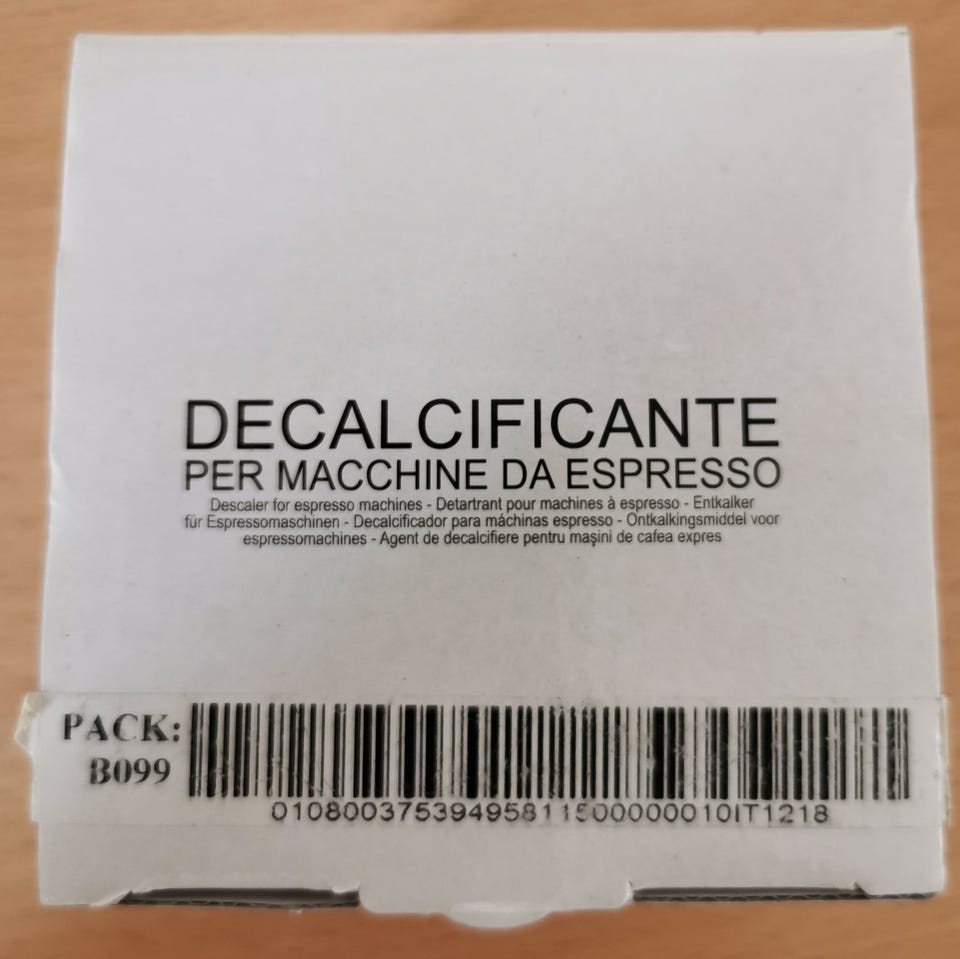 DECALCIFICANTE
PER MACCHINE DA ESPRESSO
Descaler for espresso machines - Detartrant pour machines à espresso - Entkalker
für Espressomaschinen - Decalcificador para máchinas espresso - Ontkalkingsmiddel voor
espressomachines - Agent de decalcifiere pentru maşini de cafea expres
PACK:
B099
01080037539495811500000010IT1218